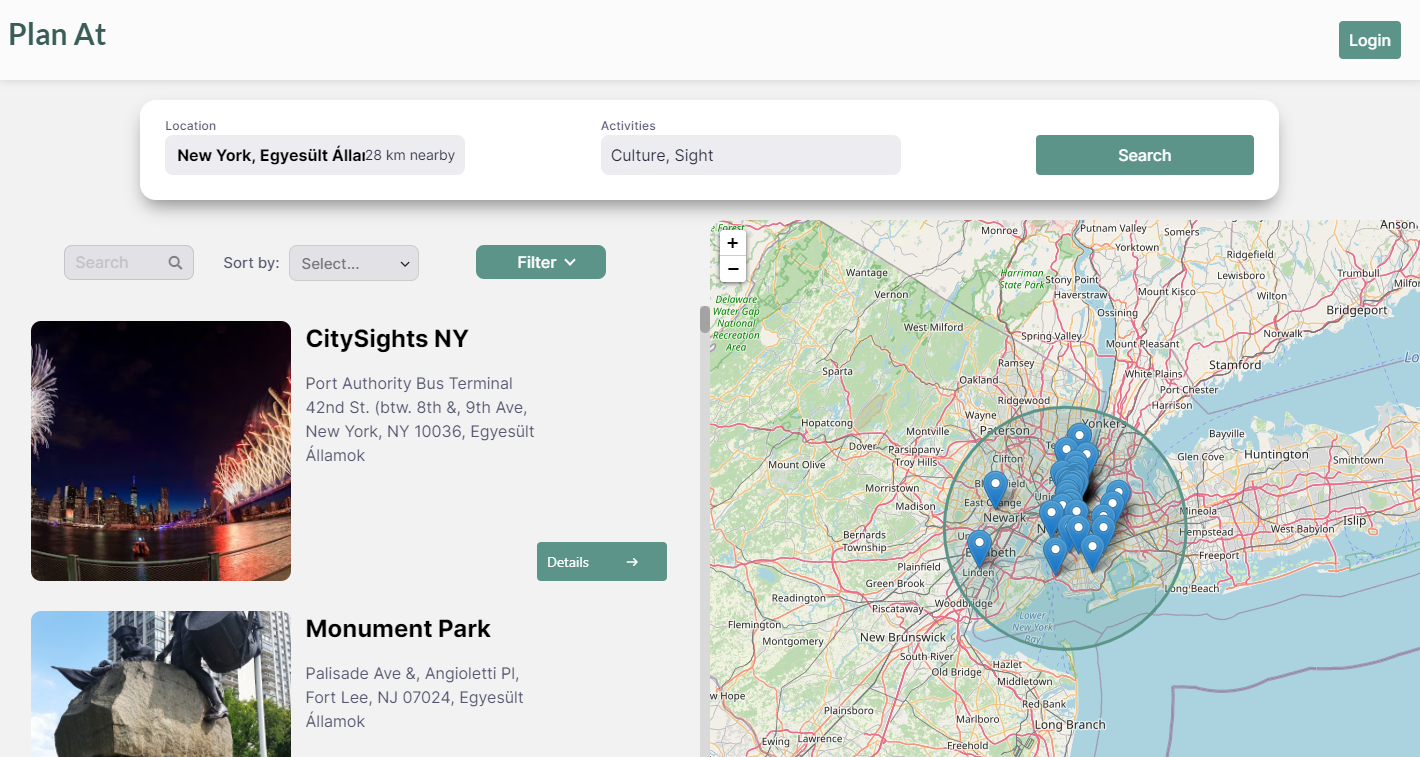 Plan At
Login
Location
Activities
New York, Egyesült Álla
28 km nearby
Culture, Sight
Search
Search
Sort by:
Select...
Filter
CitySights NY
Port Authority Bus Terminal
42nd St. (btw. 8th &, 9th Ave,
New York, NY 10036, Egyesült
Államok
Details →
Monument Park
Palisade Ave &, Angioletti Pl,
Fort Lee, NJ 07024, Egyesült
Államok
+
−
Monroe
Putnam Valley
Somers
Yorktown
Ridgefield
Wantage
Harriman
State Park
Stony Point
Lewisboro
Trumbull
Vernon
Haverstraw
Mount Kisco
Wilton
Delaware
Water Gap
National
Recreation
Area
Ossining
Bridgeport
West Milford
Spring Valley
Norwalk
Mount Pleasant
Ramsey
Stamford
Sparta
Oakland
White Plains
Port Chester
Ridgewood
Harrison
Wayne
Hopatcong
Paterson
Yonkers
Montville
Bayville
Dover
Parsippany-
Troy Hills
Clifton
Glen Cove
Huntington
Smithtown
Mount Olive
Morristown
East Orange
Madison
Newark
Mineola
Islip
Hempstead
West Babylon
Bernards
Township
Elizabeth
Freeport
Plainfield
Linden
Green Brook
Long Beach
Readington
Woodbridge
Piscataway
Lower
New York
Bay
Flemington
Montgomery
New Brunswick
South River
Hazlet
Old Bridge
Middletown
Red Bank
Plainsboro
Marlboro
Long Branch
Ewing
Lawrence
Freehold